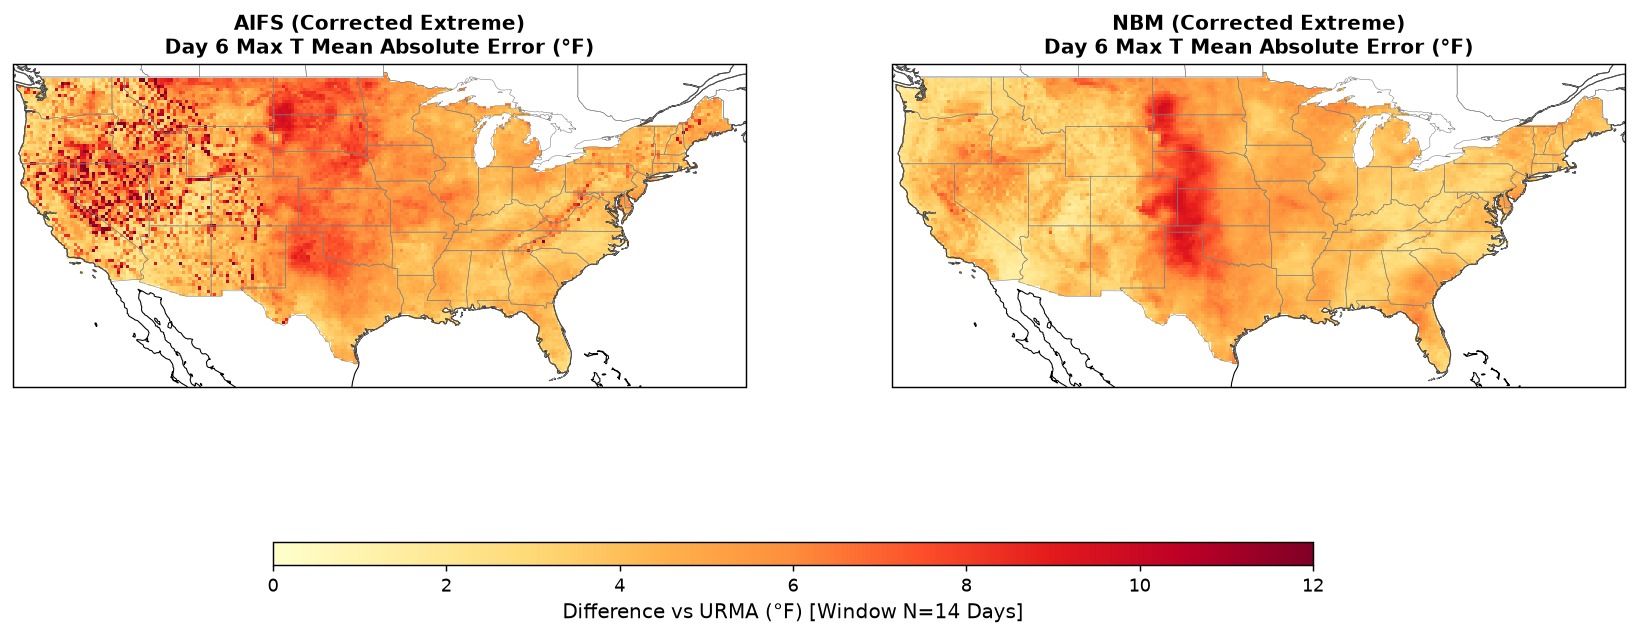 AIFS (Corrected Extreme)
Day 6 Max T Mean Absolute Error (°F)
NBM (Corrected Extreme)
Day 6 Max T Mean Absolute Error (°F)
0 2 4 6 8 10 12
Difference vs URMA (°F) [Window N=14 Days]